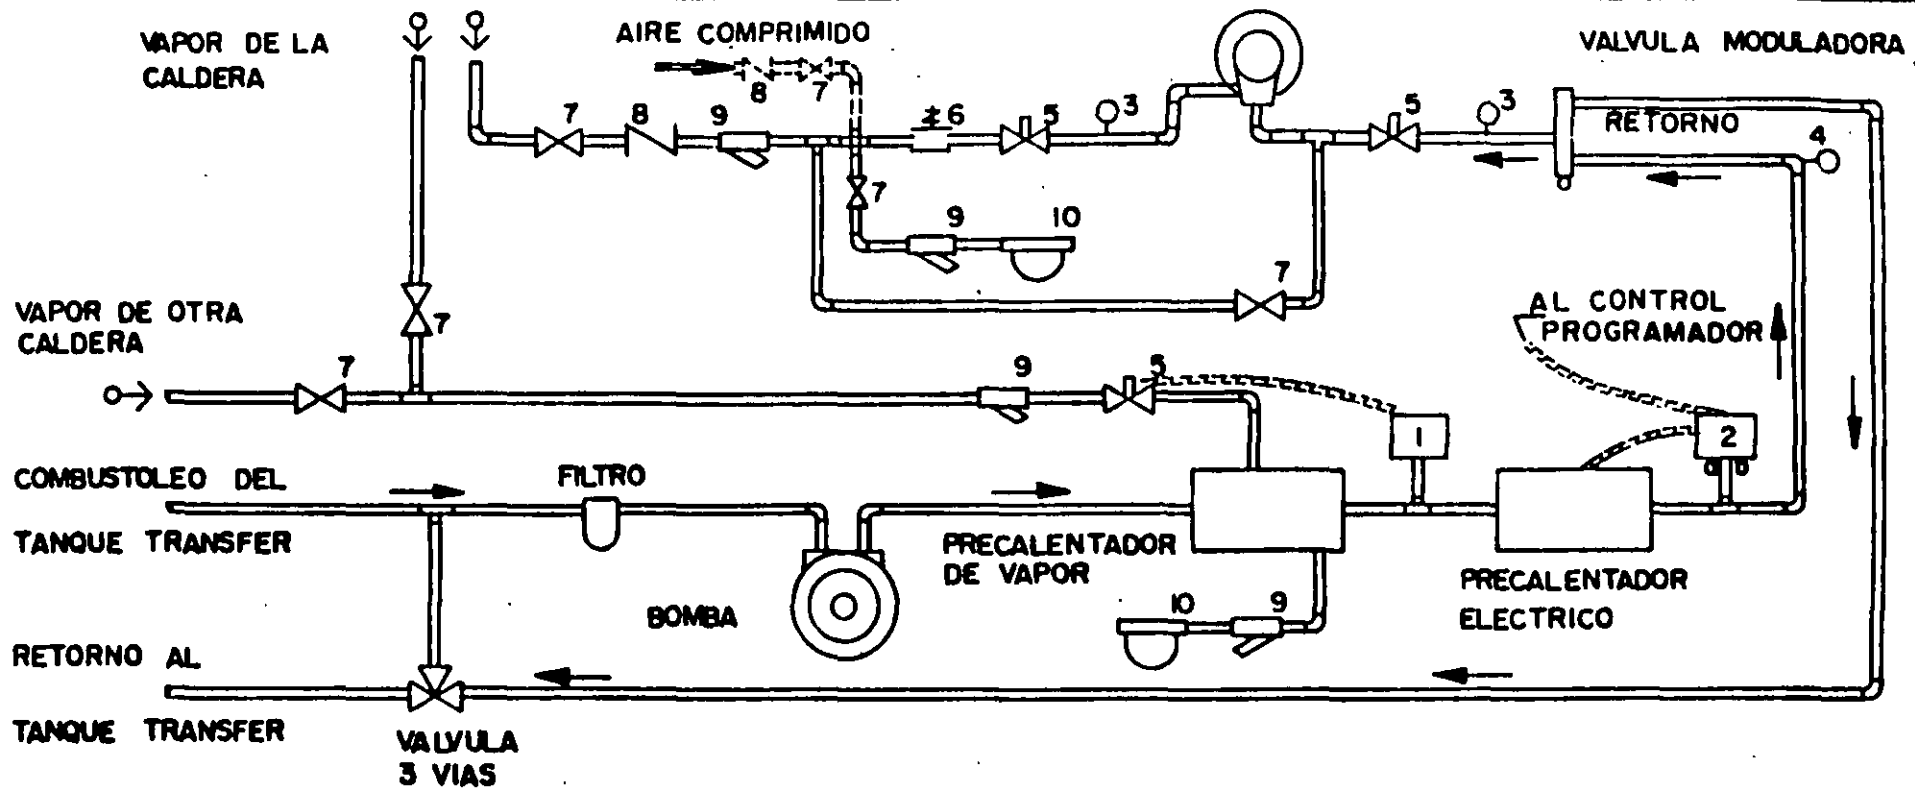 VAPOR DE LA
CALDERA
AIRE COMPRIMIDO
VALVULA MODULADORA
8 7
7 8 9 6 5 3 5 3
RETORNO
4
7
9 10
7
VAPOR DE OTRA
CALDERA
7
AL CONTROL
PROGRAMADOR
7 9 5
1 2
COMBUSTOLEO DEL
FILTRO
TANQUE TRANSFER
PRECALENTADOR
DE VAPOR
PRECALENTADOR
ELECTRICO
BOMBA
10 9
RETORNO AL
TANQUE TRANSFER
VALVULA
3 VIAS